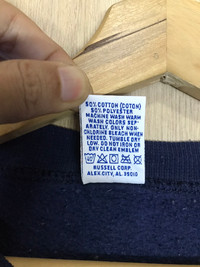 50% COTTON (COTON)
50% POLYESTER
MACHINE WASH WARM
WASH COLORS SEP-
ARATELY. ONLY NON-
CHLORINE BLEACH WHEN
NEEDED. TUMBLE DRY
LOW. DO NOT IRON OR
DRY CLEAN EMBLEM
RUSSELL CORP.
ALEX. CITY, AL 35010